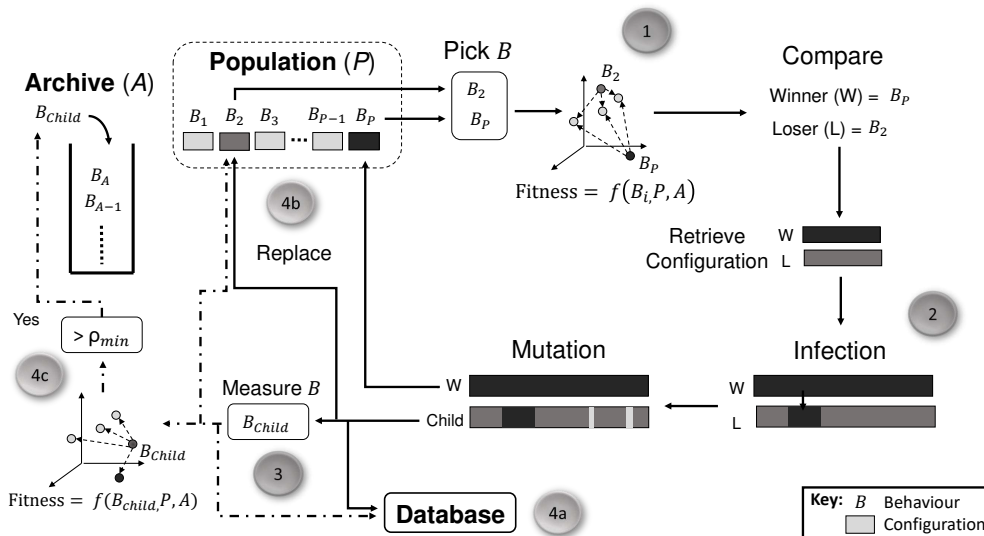 Archive (A)
B_Child
B_A
B_{A−1}
Population (P)
B_1 B_2 B_3 ... B_{P−1} B_P
Pick B
B_2
B_P
1
B_2
B_P
Fitness = f(B_i, P, A)
Compare
Winner (W) = B_P
Loser (L) = B_2
Retrieve
Configuration
W
L
2
Infection
W
L
Mutation
W
Child
4b
Replace
Measure B
B_Child
3
4a
Database
Yes
> ρ_min
4c
B_Child
Fitness = f(B_child, P, A)
Key: B Behaviour
Configuration